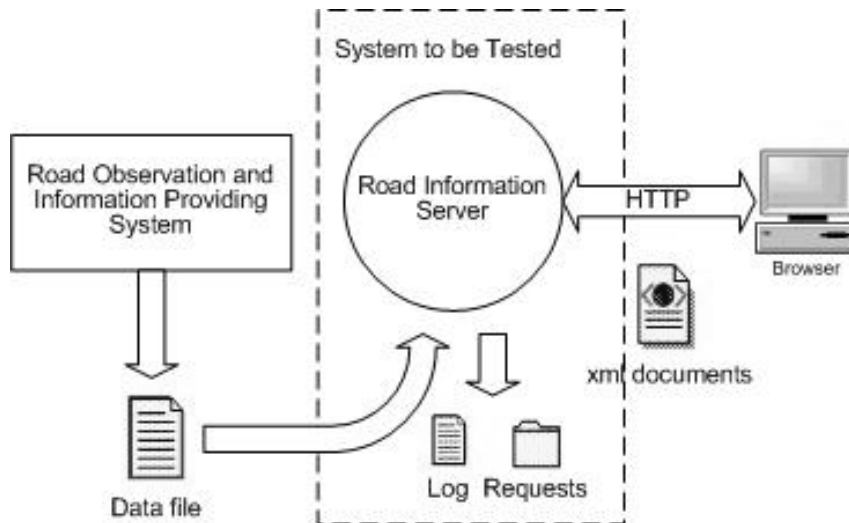 System to be Tested
Road Observation and
Information Providing
System
Road Information
Server
HTTP
Browser
xml documents
Data file
Log Requests